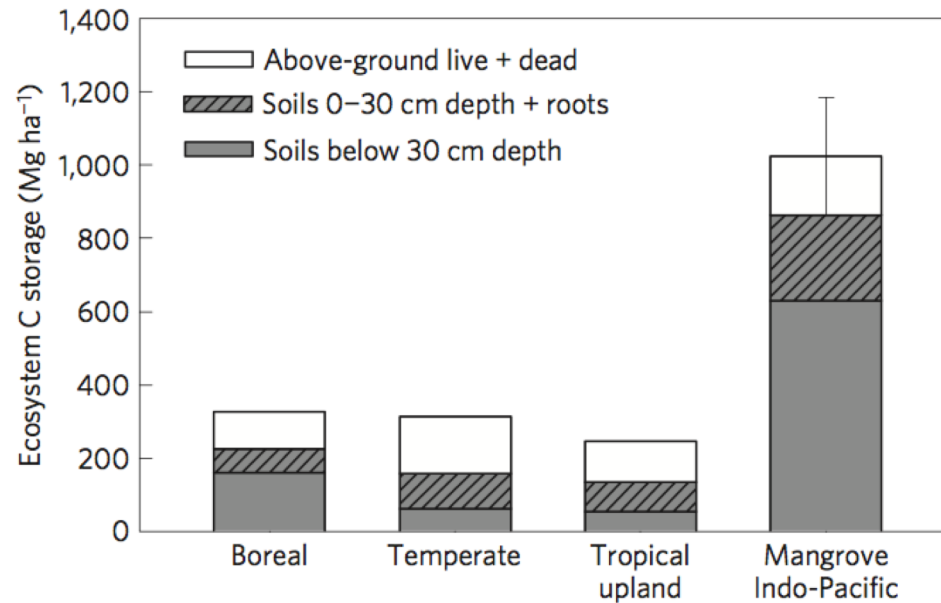 1,400
1,200
1,000
800
600
400
200
0
Ecosystem C storage (Mg ha⁻¹)
Above-ground live + dead
Soils 0–30 cm depth + roots
Soils below 30 cm depth
Boreal
Temperate
Tropical
upland
Mangrove
Indo-Pacific